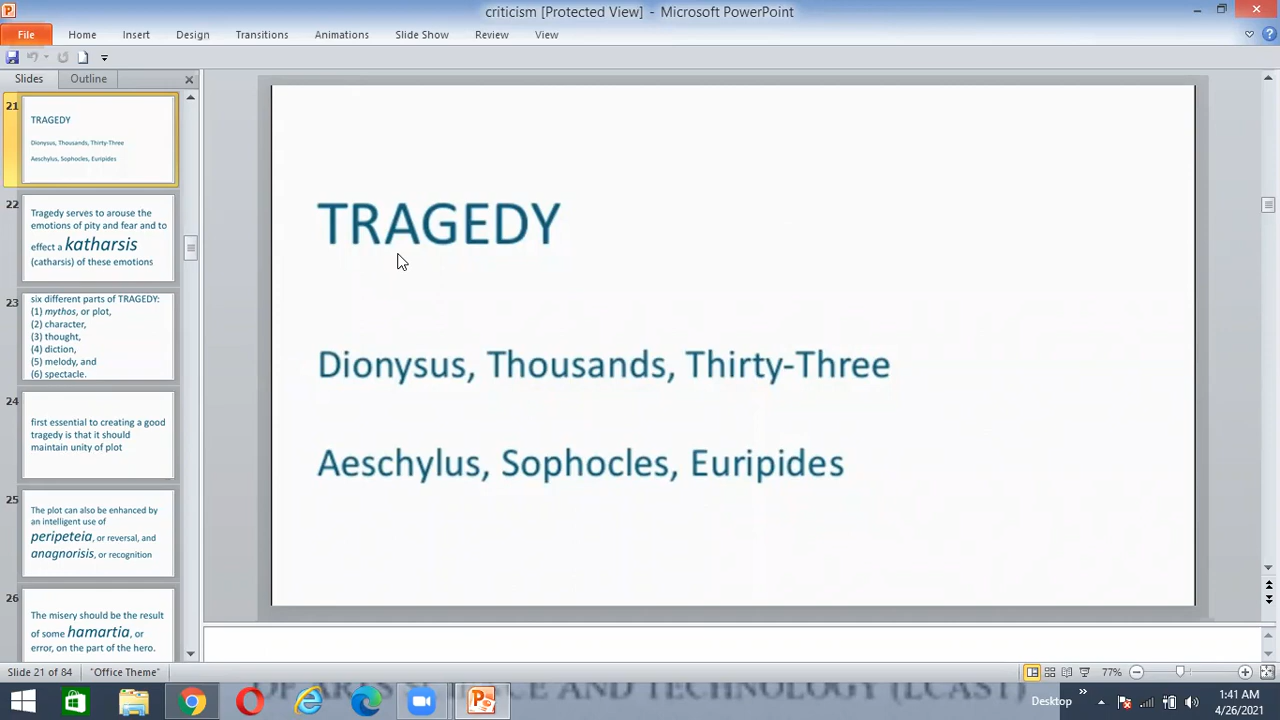 criticism [Protected View] - Microsoft PowerPoint
File Home Insert Design Transitions Animations Slide Show Review View
Slides Outline
21
TRAGEDY
Dionysus, Thousands, Thirty-Three
Aeschylus, Sophocles, Euripides
22
Tragedy serves to arouse the
emotions of pity and fear and to
effect a katharsis
(catharsis) of these emotions
23
six different parts of TRAGEDY:
(1) mythos, or plot,
(2) character,
(3) thought,
(4) diction,
(5) melody, and
(6) spectacle.
24
first essential to creating a good
tragedy is that it should
maintain unity of plot
25
The plot can also be enhanced by
an intelligent use of
peripeteia, or reversal, and
anagnorisis, or recognition
26
The misery should be the result
of some hamartia, or
error, on the part of the hero.
TRAGEDY
Dionysus, Thousands, Thirty-Three
Aeschylus, Sophocles, Euripides
Slide 21 of 84 "Office Theme" 77%
Desktop
1:41 AM
4/26/2021